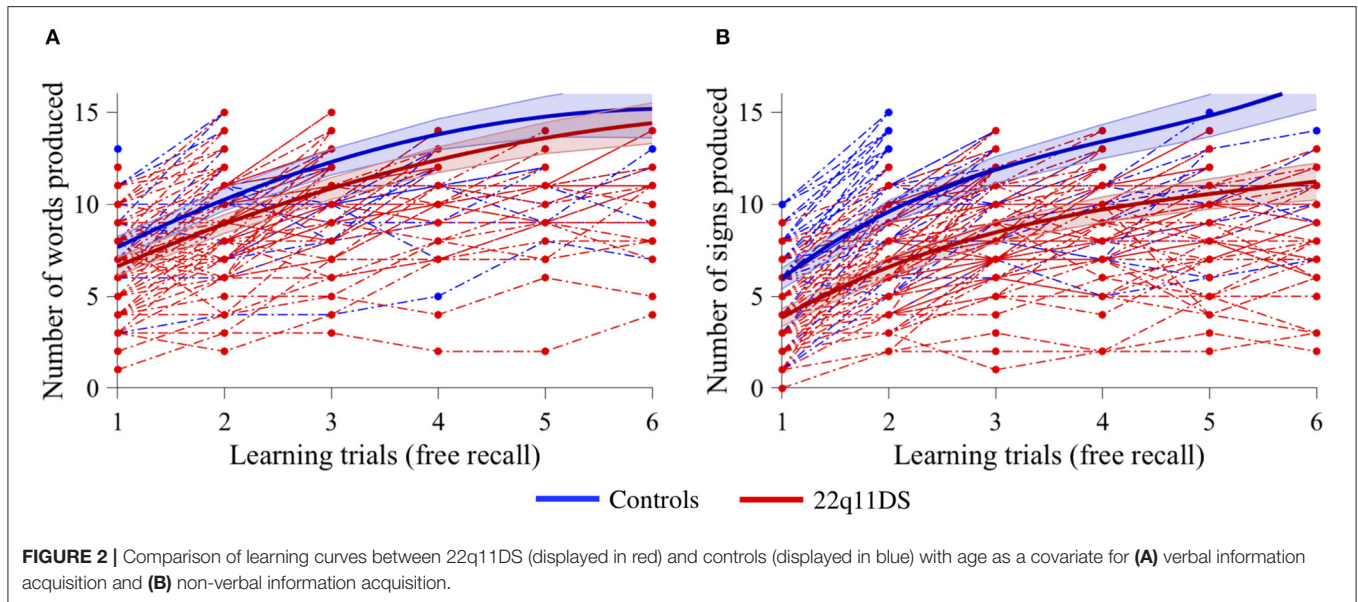 A
B
Number of words produced
15
10
5
0
1 2 3 4 5 6
Learning trials (free recall)
Number of signs produced
15
10
5
0
1 2 3 4 5 6
Learning trials (free recall)
Controls 22q11DS
FIGURE 2 | Comparison of learning curves between 22q11DS (displayed in red) and controls (displayed in blue) with age as a covariate for (A) verbal information
acquisition and (B) non-verbal information acquisition.